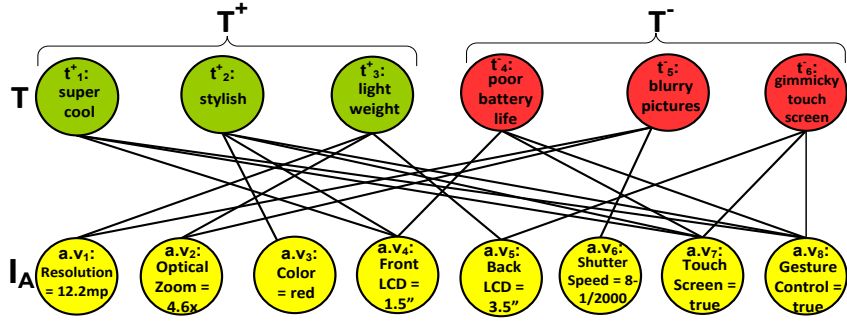 T+
T-
T
t+1:
super
cool
t+2:
stylish
t+3:
light
weight
t-4:
poor
battery
life
t-5:
blurry
pictures
t-6:
gimmicky
touch
screen
IA
a.v1:
Resolution
= 12.2mp
a.v2:
Optical
Zoom =
4.6x
a.v3:
Color =
red
a.v4:
Front
LCD =
1.5”
a.v5:
Back
LCD =
3.5”
a.v6:
Shutter
Speed = 8-
1/2000
a.v7:
Touch
Screen =
true
a.v8:
Gesture
Control =
true